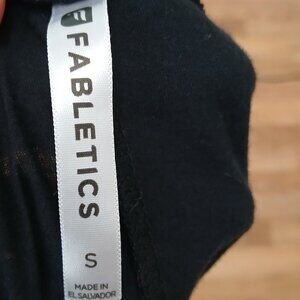 FABLETICS
S
MADE IN
EL SALVADOR